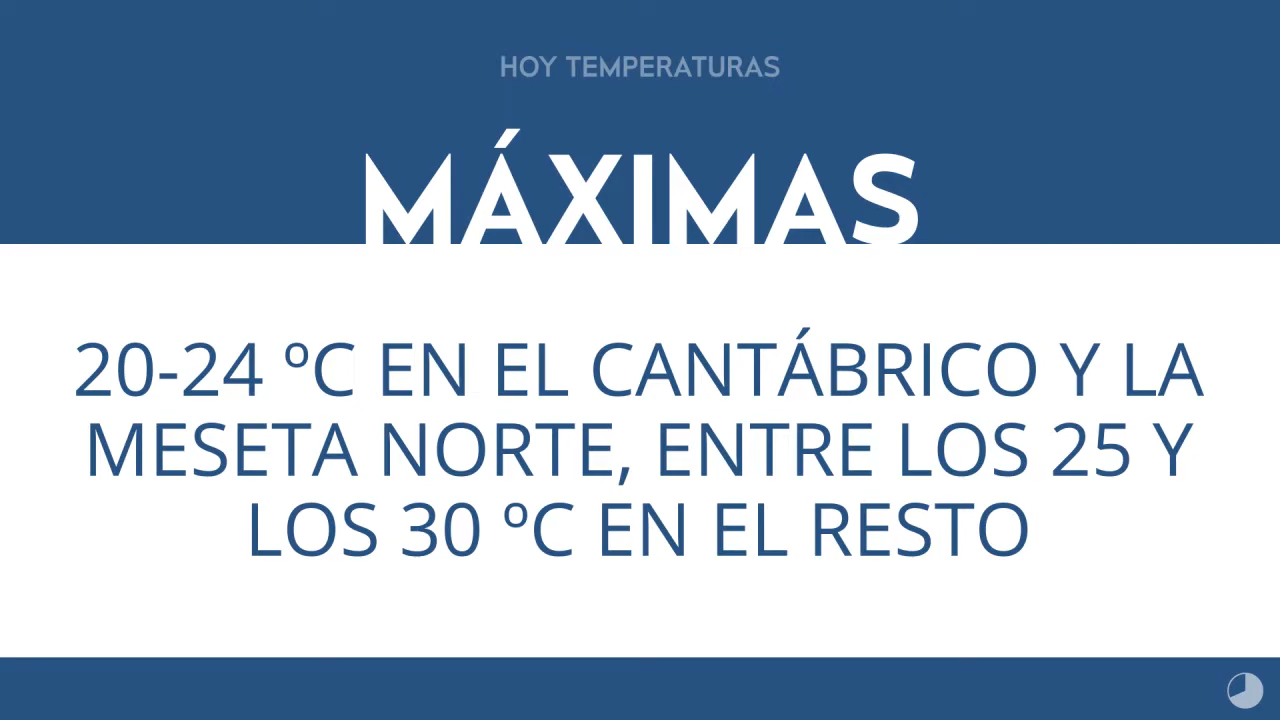 HOY TEMPERATURAS
MÁXIMAS
20-24 ºC EN EL CANTÁBRICO Y LA
MESETA NORTE, ENTRE LOS 25 Y
LOS 30 ºC EN EL RESTO